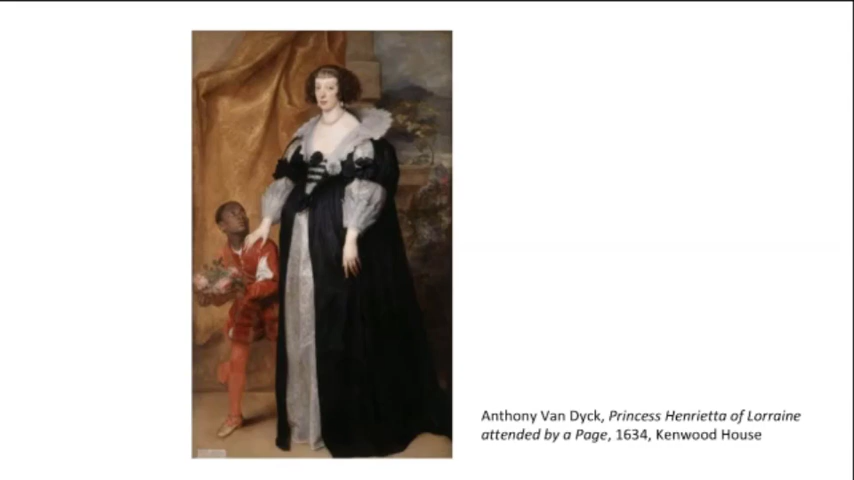 Anthony Van Dyck, Princess Henrietta of Lorraine
attended by a Page, 1634, Kenwood House